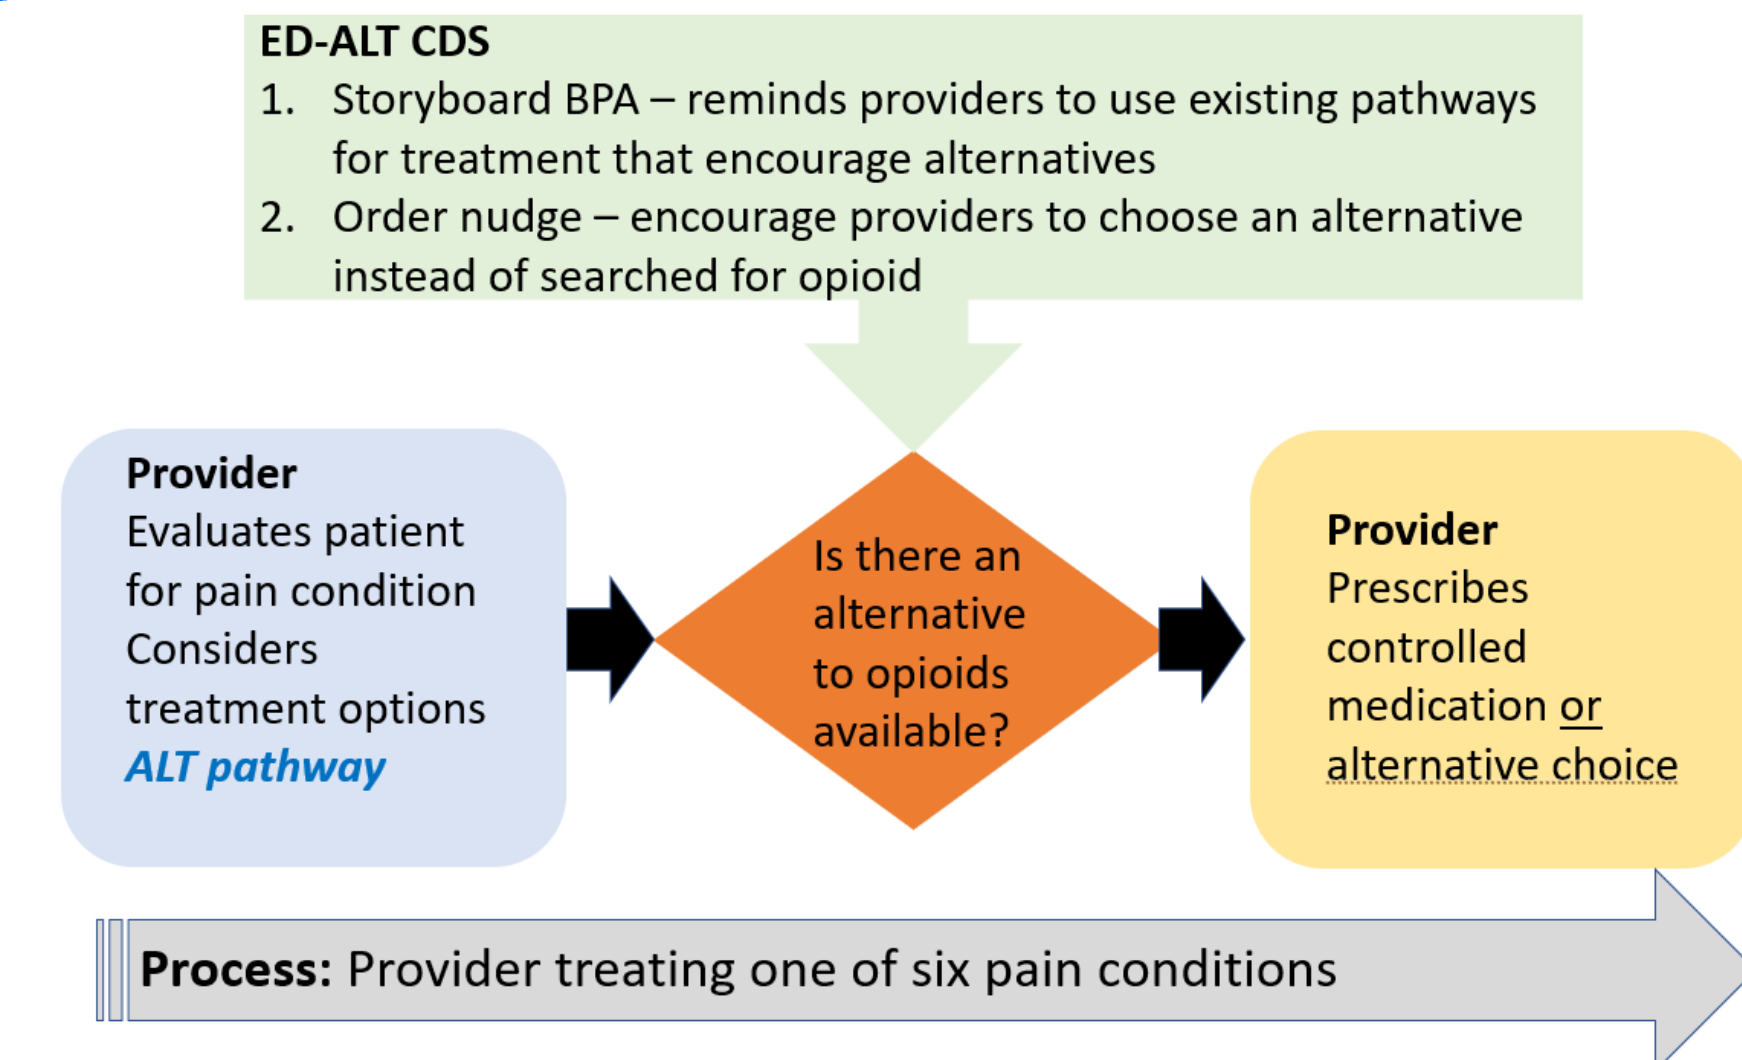 ED-ALT CDS
1. Storyboard BPA – reminds providers to use existing pathways
for treatment that encourage alternatives
2. Order nudge – encourage providers to choose an alternative
instead of searched for opioid
Provider
Evaluates patient
for pain condition
Considers
treatment options
ALT pathway
Is there an
alternative
to opioids
available?
Provider
Prescribes
controlled
medication or
alternative choice
Process: Provider treating one of six pain conditions